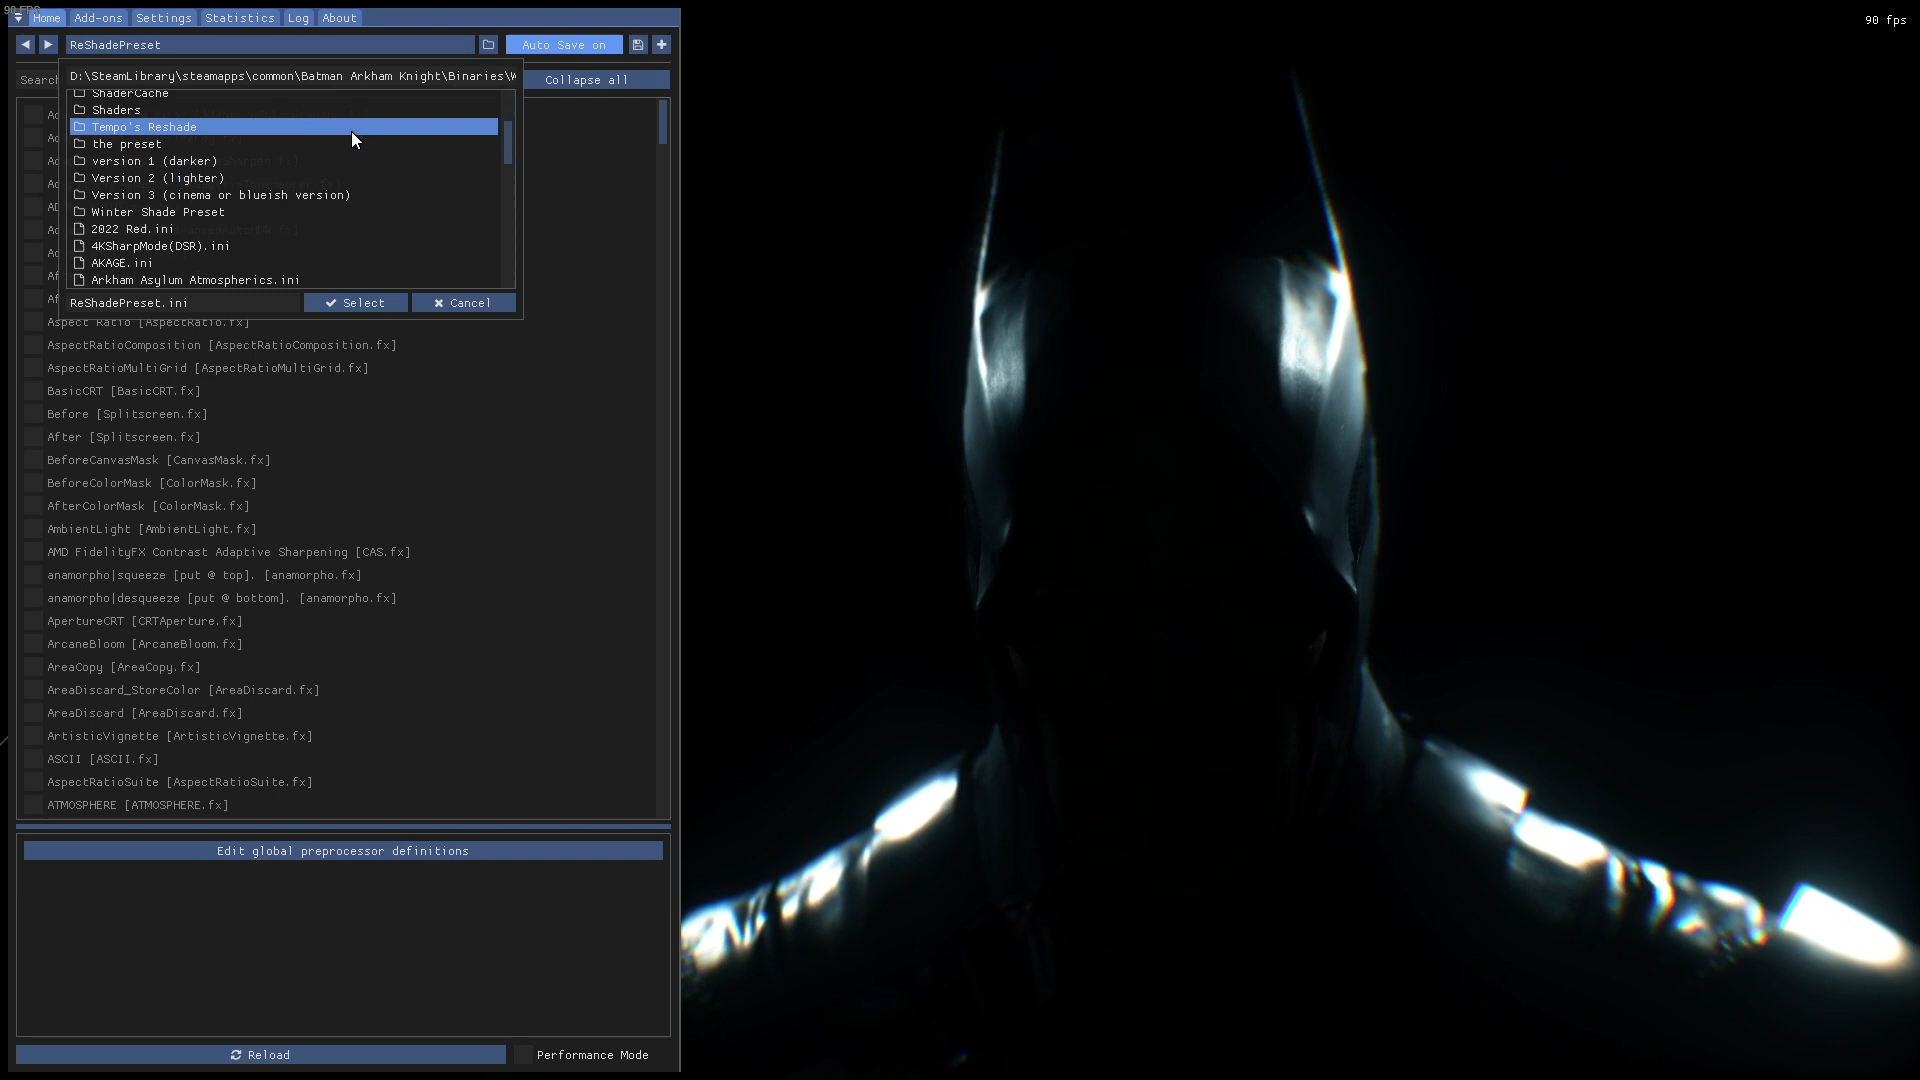 Home Add-ons Settings Statistics Log About
90 fps
ReShadePreset Auto Save on
D:\SteamLibrary\steamapps\common\Batman Arkham Knight\Binaries\W
Search Collapse all
ShaderCache
Shaders
Tempo's Reshade
the preset
version 1 (darker)
Version 2 (lighter)
Version 3 (cinema or blueish version)
Winter Shade Preset
2022 Red.ini
4KSharpMode(DSR).ini
AKAGE.ini
Arkham Asylum Atmospherics.ini
ReShadePreset.ini Select Cancel
Aspect Ratio [AspectRatio.fx]
AspectRatioComposition [AspectRatioComposition.fx]
AspectRatioMultiGrid [AspectRatioMultiGrid.fx]
BasicCRT [BasicCRT.fx]
Before [Splitscreen.fx]
After [Splitscreen.fx]
BeforeCanvasMask [CanvasMask.fx]
BeforeColorMask [ColorMask.fx]
AfterColorMask [ColorMask.fx]
AmbientLight [AmbientLight.fx]
AMD FidelityFX Contrast Adaptive Sharpening [CAS.fx]
anamorpho|squeeze [put @ top]. [anamorpho.fx]
anamorpho|desqueeze [put @ bottom]. [anamorpho.fx]
ApertureCRT [CRTAperture.fx]
ArcaneBloom [ArcaneBloom.fx]
AreaCopy [AreaCopy.fx]
AreaDiscard_StoreColor [AreaDiscard.fx]
AreaDiscard [AreaDiscard.fx]
ArtisticVignette [ArtisticVignette.fx]
ASCII [ASCII.fx]
AspectRatioSuite [AspectRatioSuite.fx]
ATMOSPHERE [ATMOSPHERE.fx]
Edit global preprocessor definitions
Reload Performance Mode